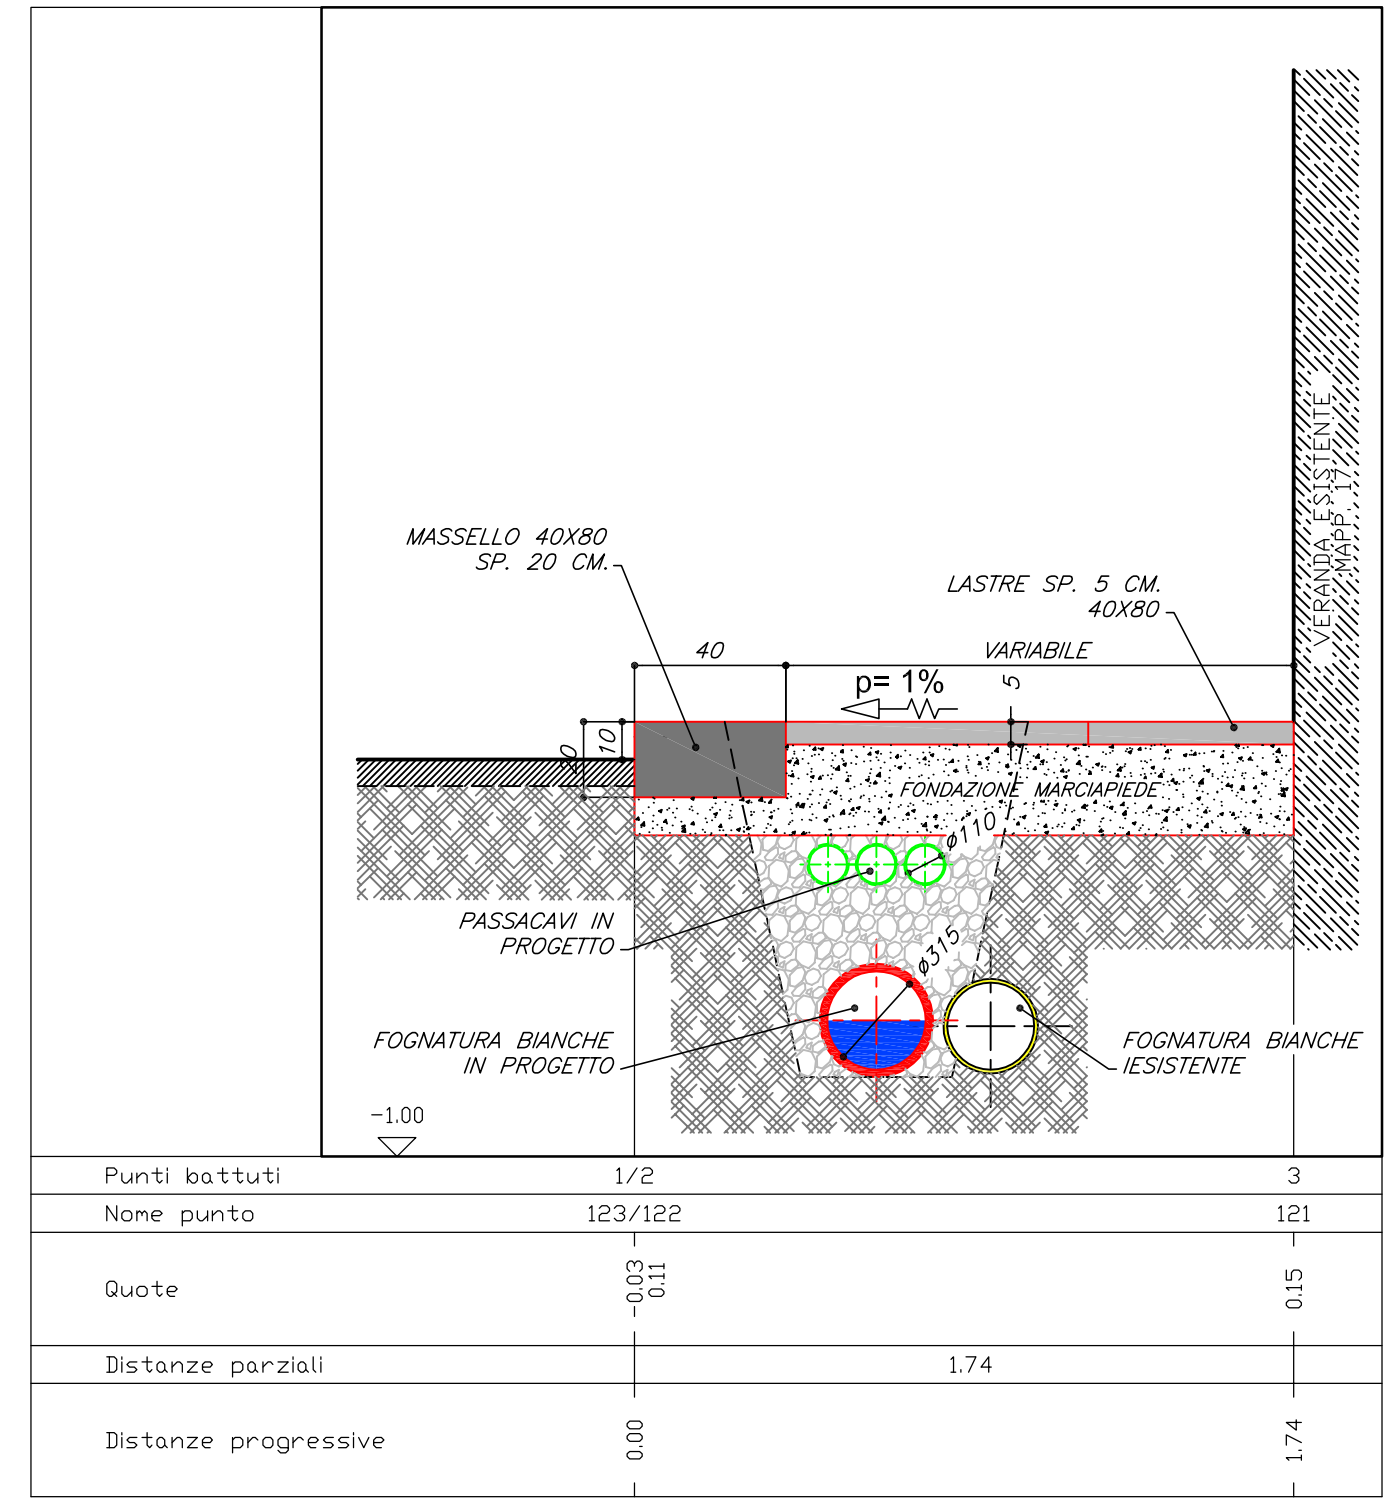 VERANDA ESISTENTE
MAPP. 17
MASSELLO 40X80
SP. 20 CM.
LASTRE SP. 5 CM.
40X80
40
VARIABILE
p= 1%
5
20
10
FONDAZIONE MARCIAPIEDE
ø110
PASSACAVI IN
PROGETTO
ø315
FOGNATURA BIANCHE
IN PROGETTO
FOGNATURA BIANCHE
IESISTENTE
-1.00
Punti battuti 1/2 3
Nome punto 123/122 121
Quote -0.03 0.11 0.15
Distanze parziali 1.74
Distanze progressive 0.00 1.74